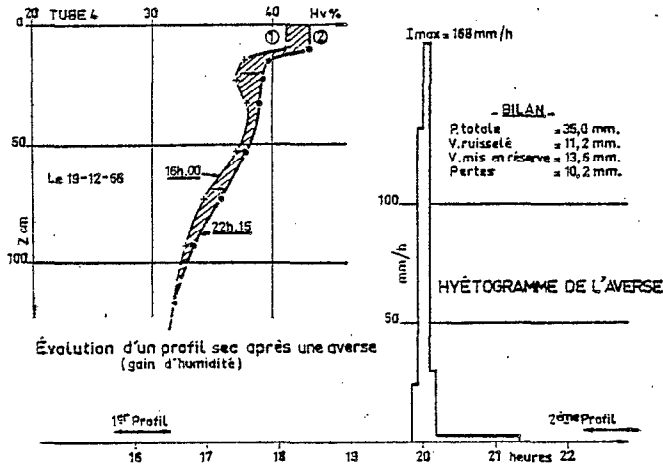 20 TUBE 4 30 40 Hv%
0
① ②
Imax = 168 mm/h
- BILAN -
P. totale = 35,0 mm.
V. ruisselé = 11,2 mm.
V. mis en réserve = 13,6 mm.
Pertes = 10,2 mm.
50
16h.00
Le 19-12-66
22h.15
Z cm
100
100
mm/h
HYÉTOGRAMME DE L'AVERSE
50
Évolution d'un profil sec après une averse
(gain d'humidité)
1er Profil
2ème Profil
16 17 18 19 20 21 heures 22